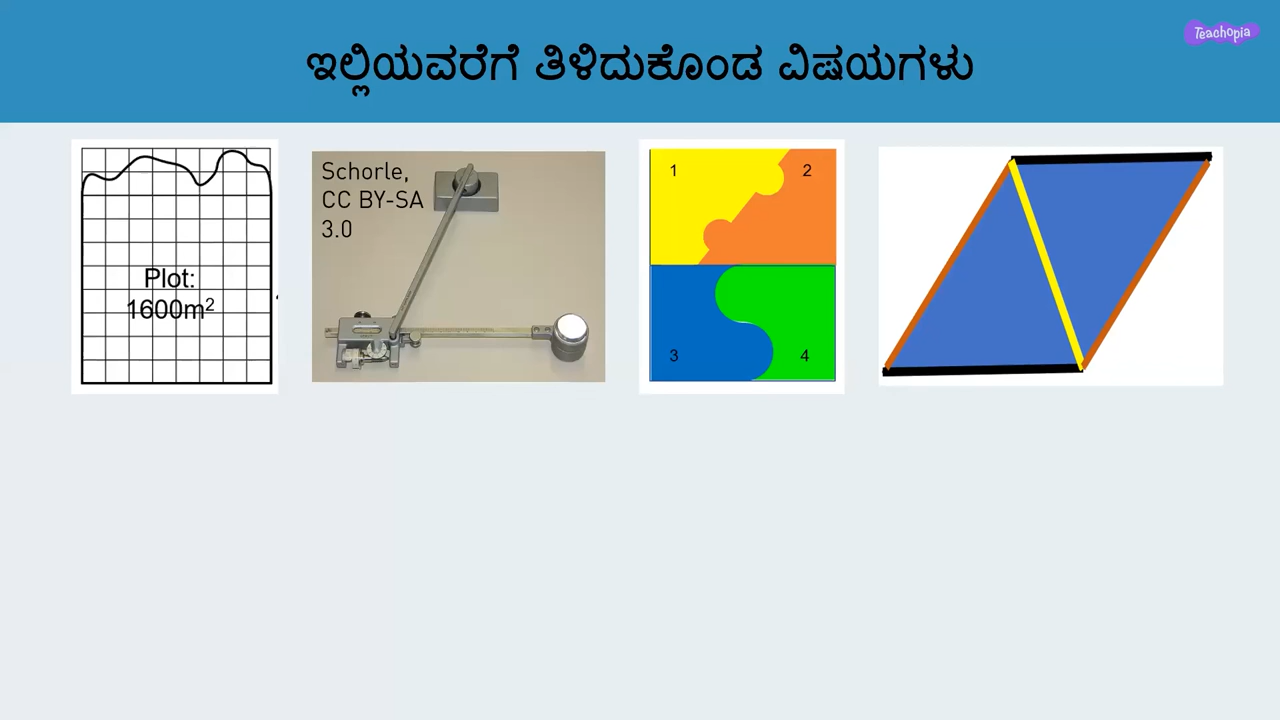 ಇಲ್ಲಿಯವರೆಗೆ ತಿಳಿದುಕೊಂಡ ವಿಷಯಗಳು
Teachopia
Plot:
1600m²
Schorle,
CC BY-SA
3.0
1
2
3
4